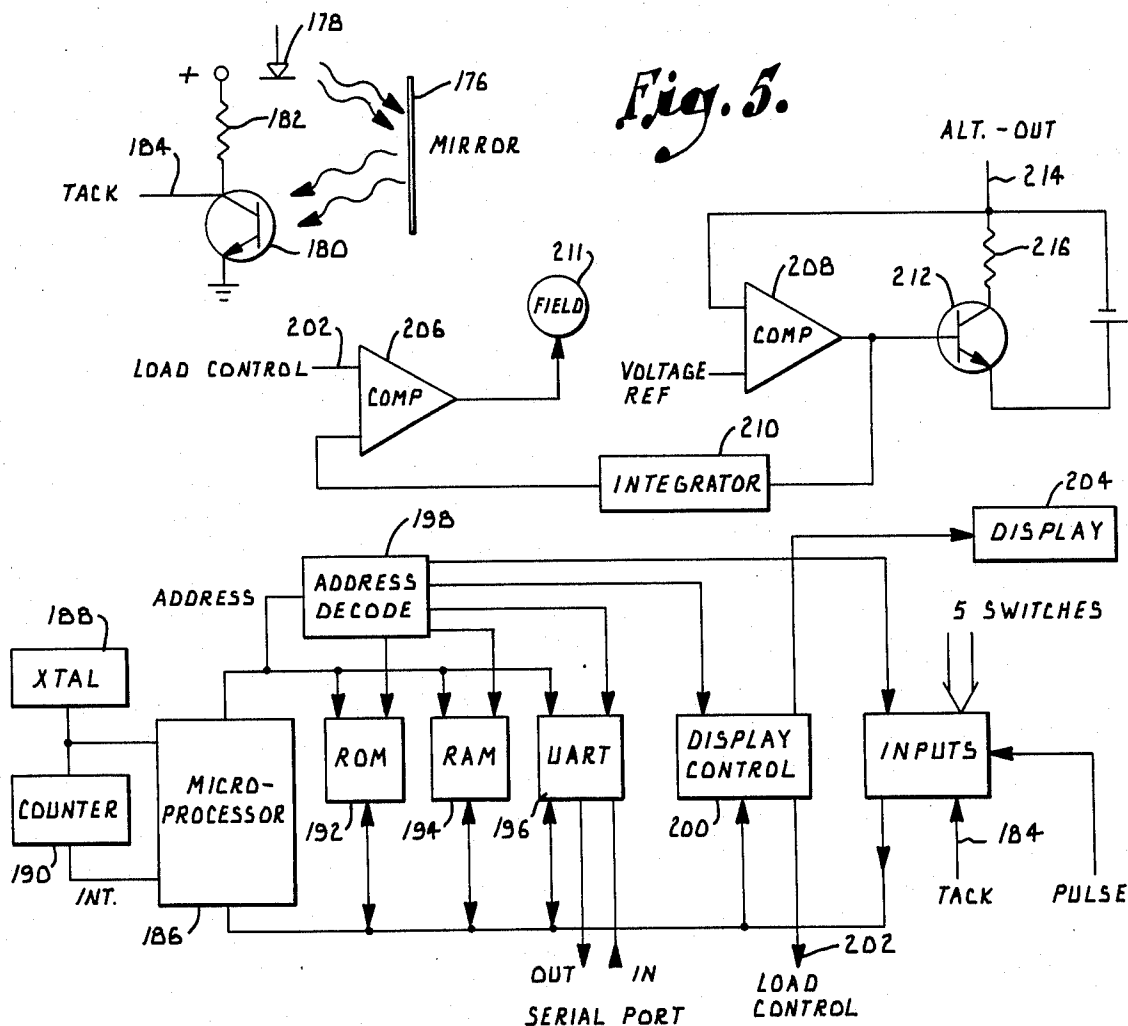 178
Fig. 5.
+
176
182
ALT. - OUT
184
MIRROR
214
TACK
180
211
208
212
216
FIELD
202
206
COMP
LOAD CONTROL
COMP
VOLTAGE
REF
210
INTEGRATOR
204
198
DISPLAY
ADDRESS
DECODE
ADDRESS
188
5 SWITCHES
XTAL
MICRO-
PROCESSOR
ROM
RAM
UART
DISPLAY
CONTROL
INPUTS
COUNTER
192
194
196
200
190
184
INT.
TACK
PULSE
186
202
OUT
IN
LOAD
CONTROL
SERIAL PORT